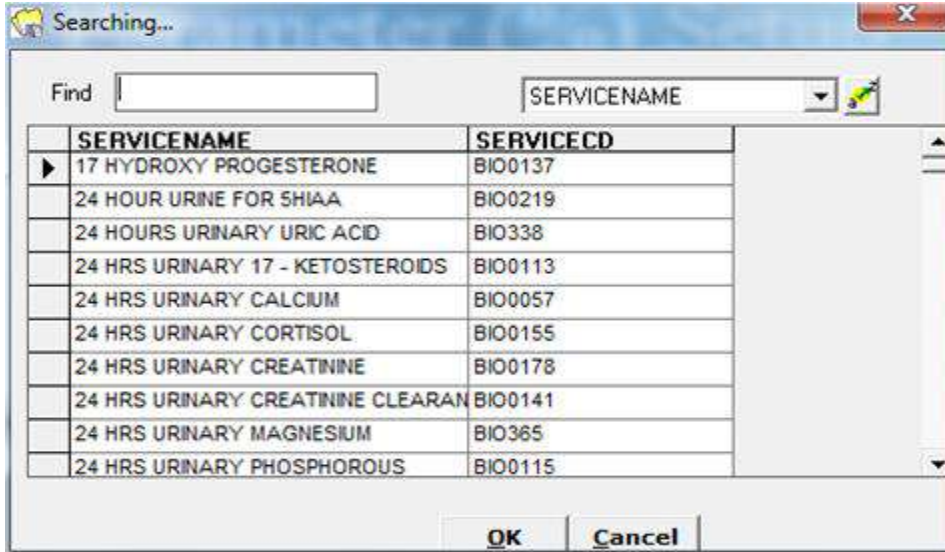 Searching...
Find SERVICENAME
SERVICENAME SERVICECD
17 HYDROXY PROGESTERONE BIO0137
24 HOUR URINE FOR 5HIAA BIO0219
24 HOURS URINARY URIC ACID BIO338
24 HRS URINARY 17 - KETOSTEROIDS BIO0113
24 HRS URINARY CALCIUM BIO0057
24 HRS URINARY CORTISOL BIO0155
24 HRS URINARY CREATININE BIO0178
24 HRS URINARY CREATININE CLEARAN BIO0141
24 HRS URINARY MAGNESIUM BIO365
24 HRS URINARY PHOSPHOROUS BIO0115
OK Cancel